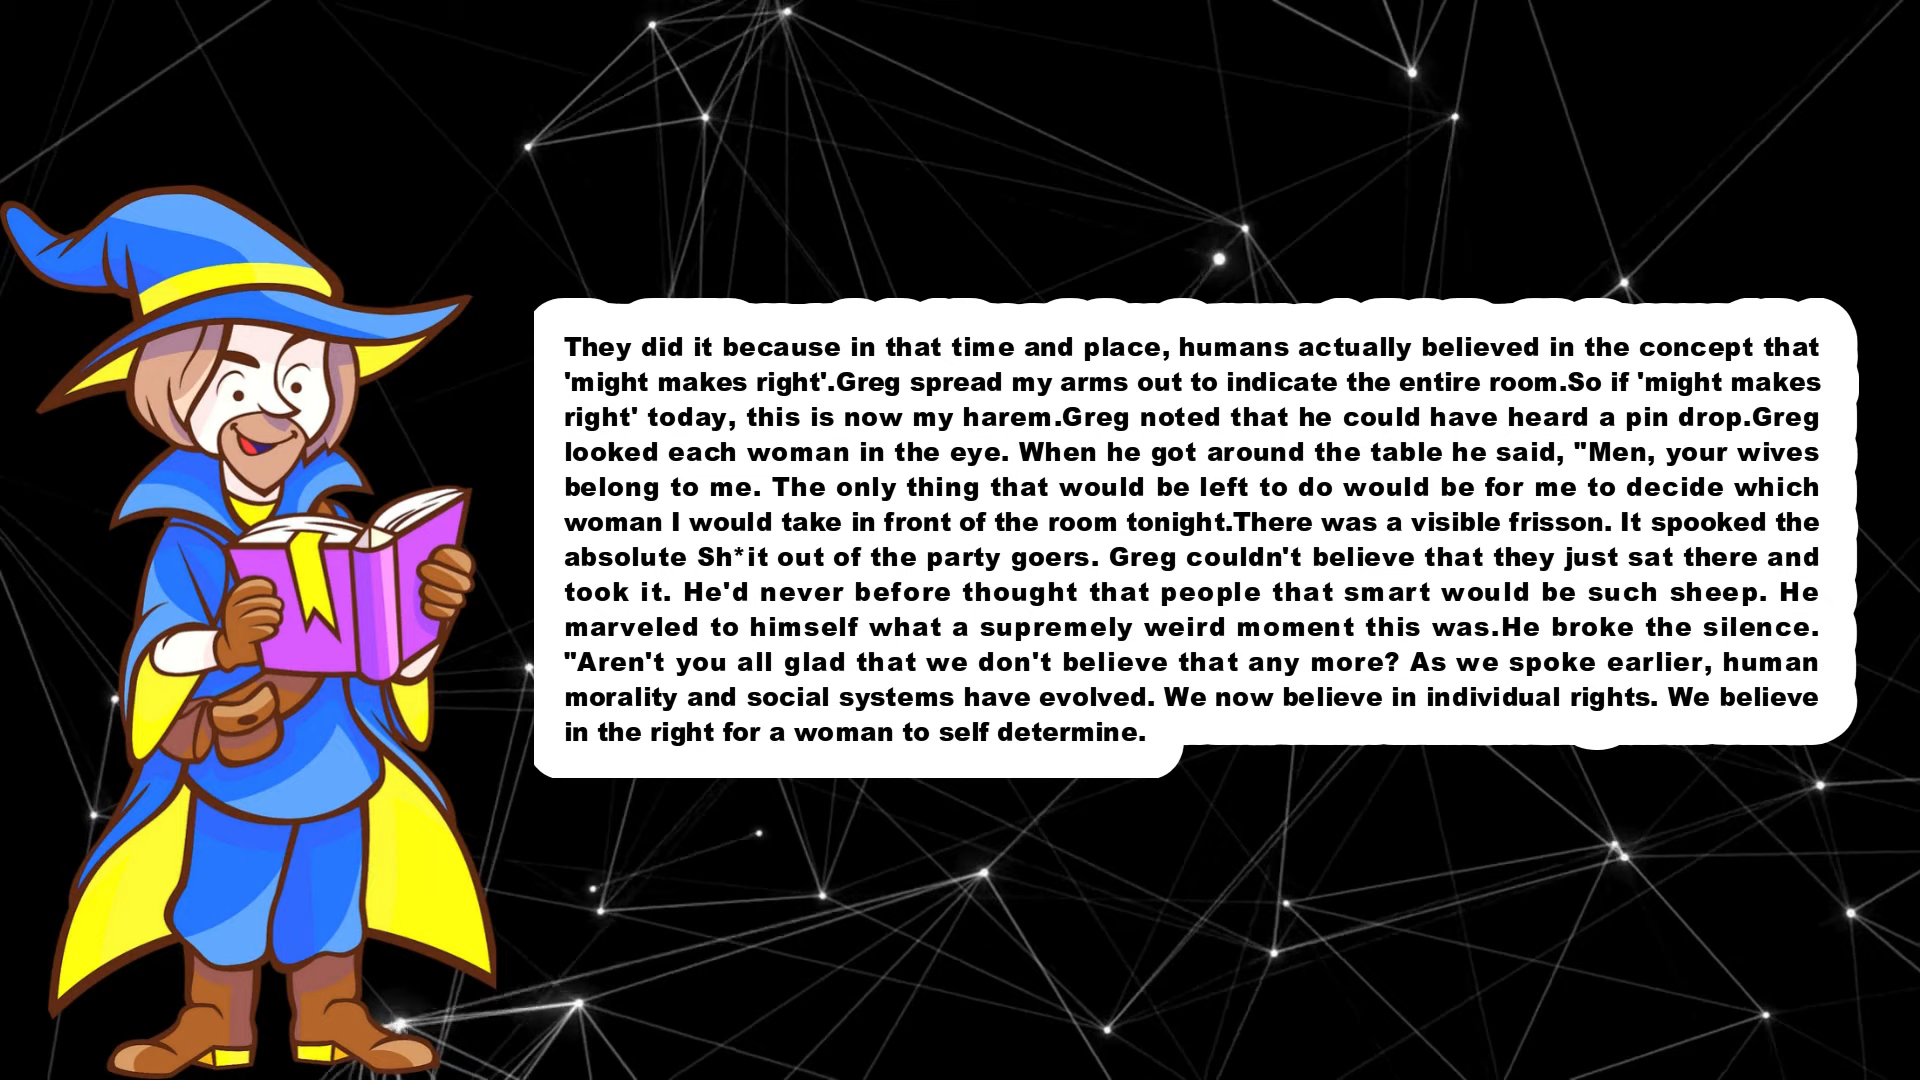 They did it because in that time and place, humans actually believed in the concept that
'might makes right'.Greg spread my arms out to indicate the entire room.So if 'might makes
right' today, this is now my harem.Greg noted that he could have heard a pin drop.Greg
looked each woman in the eye. When he got around the table he said, "Men, your wives
belong to me. The only thing that would be left to do would be for me to decide which
woman I would take in front of the room tonight.There was a visible frisson. It spooked the
absolute Sh*it out of the party goers. Greg couldn't believe that they just sat there and
took it. He'd never before thought that people that smart would be such sheep. He
marveled to himself what a supremely weird moment this was.He broke the silence.
"Aren't you all glad that we don't believe that any more? As we spoke earlier, human
morality and social systems have evolved. We now believe in individual rights. We believe
in the right for a woman to self determine.